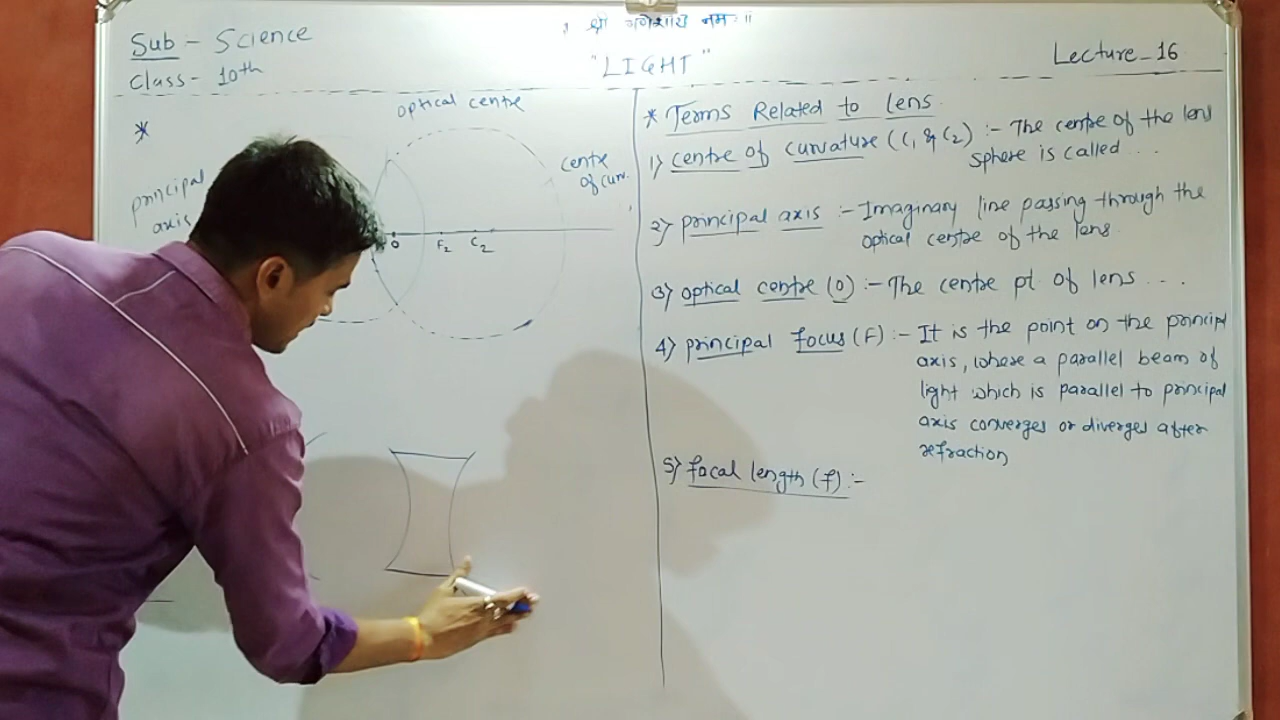 ॥ श्री गणेशाय नमः ॥
Sub - Science
"LIGHT"
Lecture - 16
Class - 10th
optical centre
*
principal
axis
centre
of curv.
O F2 C2
* Terms Related to lens
1) centre of curvature (C1 & C2) :- The centre of the lens
sphere is called ...
2) principal axis :- Imaginary line passing through the
optical centre of the lens.
3) optical centre (O) :- The centre pt of lens ...
4) principal focus (F) :- It is the point on the principal
axis, where a parallel beam of
light which is parallel to principal
axis converges or diverges after
refraction
5) focal length (f) :-